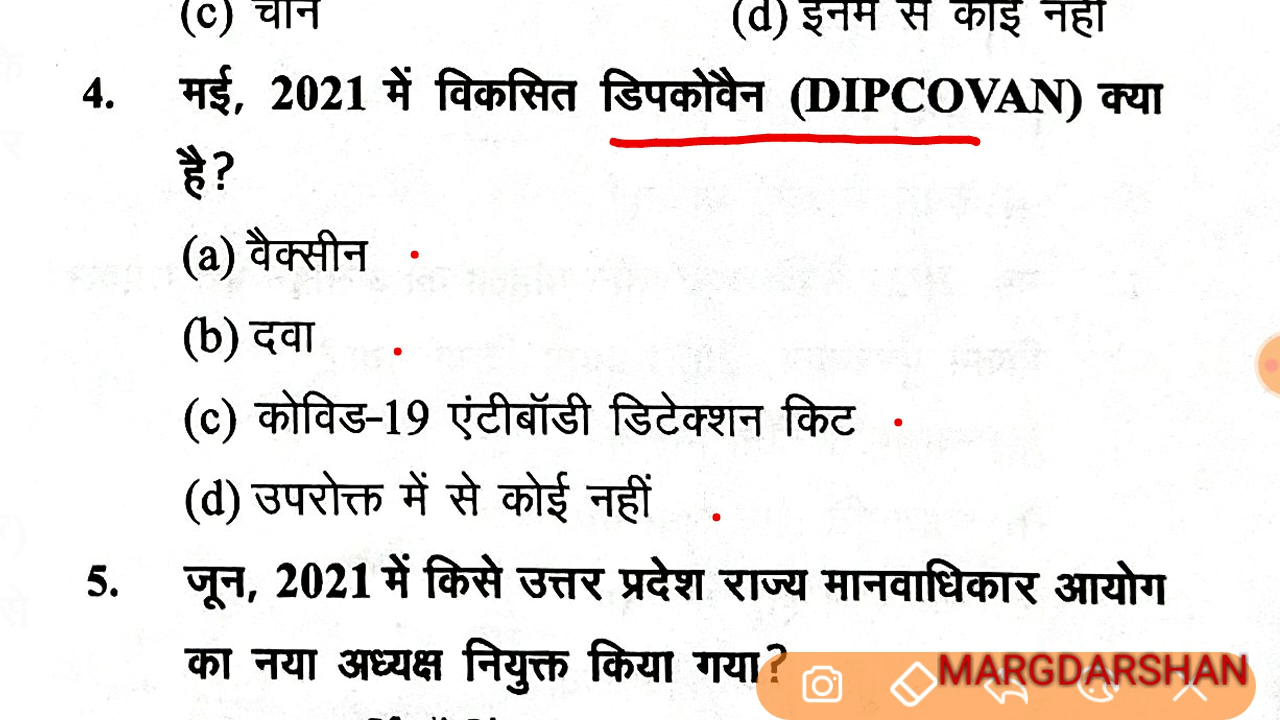 (c) चीन (d) इनमें से कोई नहीं
4. मई, 2021 में विकसित डिपकोवैन (DIPCOVAN) क्या
है?
(a) वैक्सीन
(b) दवा
(c) कोविड-19 एंटीबॉडी डिटेक्शन किट
(d) उपरोक्त में से कोई नहीं
5. जून, 2021 में किसे उत्तर प्रदेश राज्य मानवाधिकार आयोग
का नया अध्यक्ष नियुक्त किया गया?
MARGDARSHAN